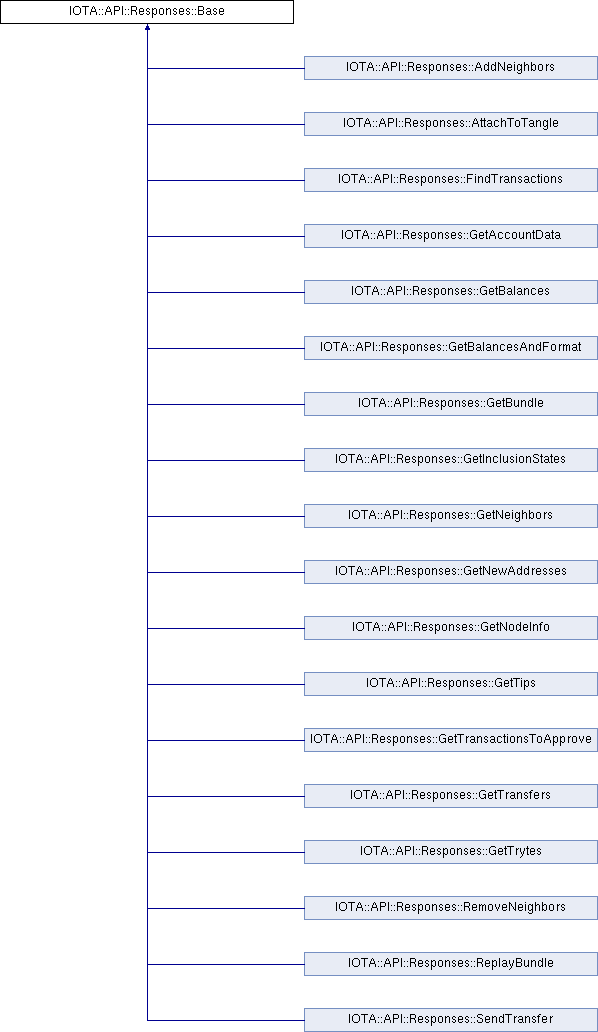 IOTA::API::Responses::Base
IOTA::API::Responses::AddNeighbors
IOTA::API::Responses::AttachToTangle
IOTA::API::Responses::FindTransactions
IOTA::API::Responses::GetAccountData
IOTA::API::Responses::GetBalances
IOTA::API::Responses::GetBalancesAndFormat
IOTA::API::Responses::GetBundle
IOTA::API::Responses::GetInclusionStates
IOTA::API::Responses::GetNeighbors
IOTA::API::Responses::GetNewAddresses
IOTA::API::Responses::GetNodeInfo
IOTA::API::Responses::GetTips
IOTA::API::Responses::GetTransactionsToApprove
IOTA::API::Responses::GetTransfers
IOTA::API::Responses::GetTrytes
IOTA::API::Responses::RemoveNeighbors
IOTA::API::Responses::ReplayBundle
IOTA::API::Responses::SendTransfer